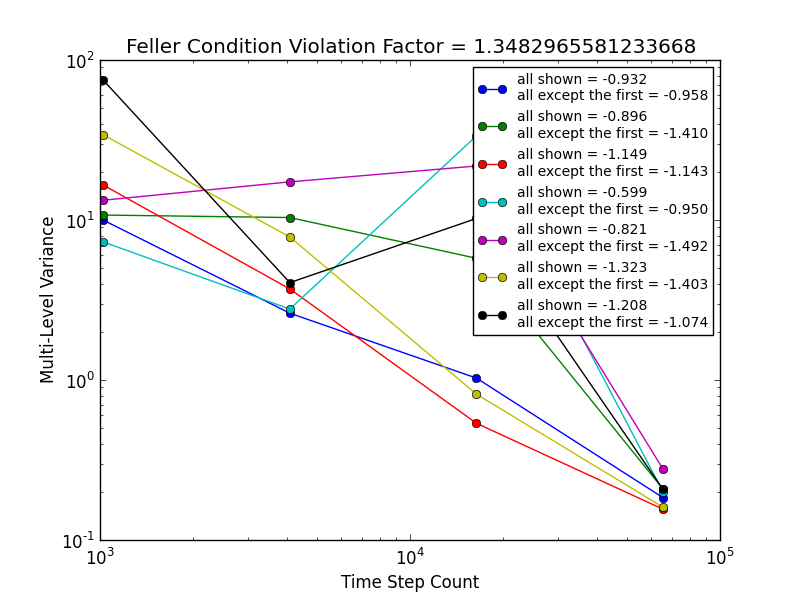 Feller Condition Violation Factor = 1.3482965581233668
10^2
10^1
10^0
10^-1
Multi-Level Variance
all shown = -0.932
all except the first = -0.958
all shown = -0.896
all except the first = -1.410
all shown = -1.149
all except the first = -1.143
all shown = -0.599
all except the first = -0.950
all shown = -0.821
all except the first = -1.492
all shown = -1.323
all except the first = -1.403
all shown = -1.208
all except the first = -1.074
10^3
10^4
10^5
Time Step Count